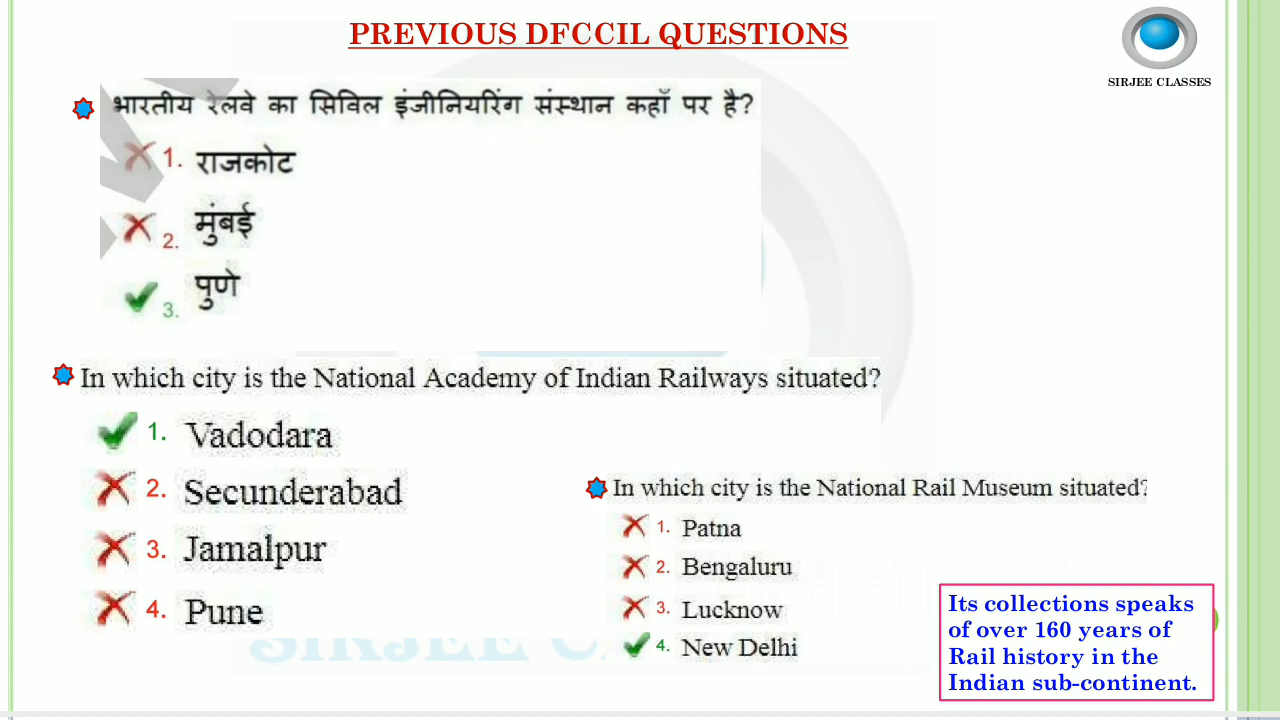 PREVIOUS DFCCIL QUESTIONS
SIRJEE CLASSES
भारतीय रेलवे का सिविल इंजीनियरिंग संस्थान कहाँ पर है?
1. राजकोट
2. मुंबई
3. पुणे
In which city is the National Academy of Indian Railways situated?
1. Vadodara
2. Secunderabad
3. Jamalpur
4. Pune
In which city is the National Rail Museum situated?
1. Patna
2. Bengaluru
3. Lucknow
4. New Delhi
Its collections speaks
of over 160 years of
Rail history in the
Indian sub-continent.
SIRJEE C